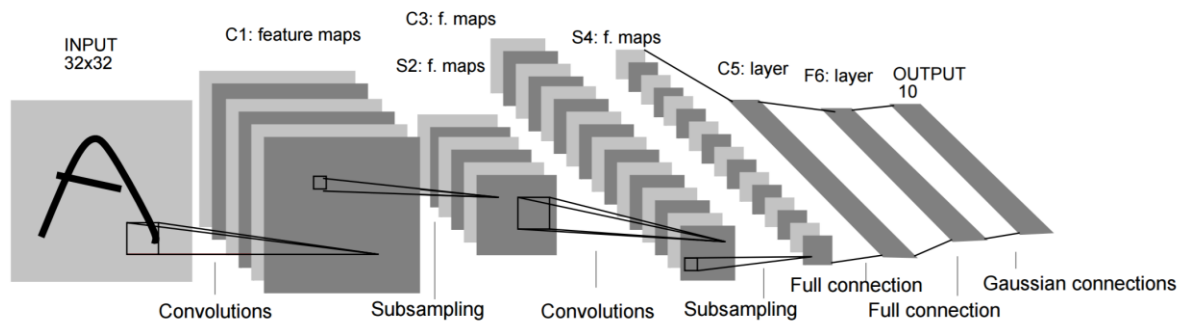 INPUT
32x32
C1: feature maps
C3: f. maps
S2: f. maps
S4: f. maps
C5: layer
F6: layer
OUTPUT
10
Convolutions
Subsampling
Convolutions
Subsampling
Full connection
Full connection
Gaussian connections